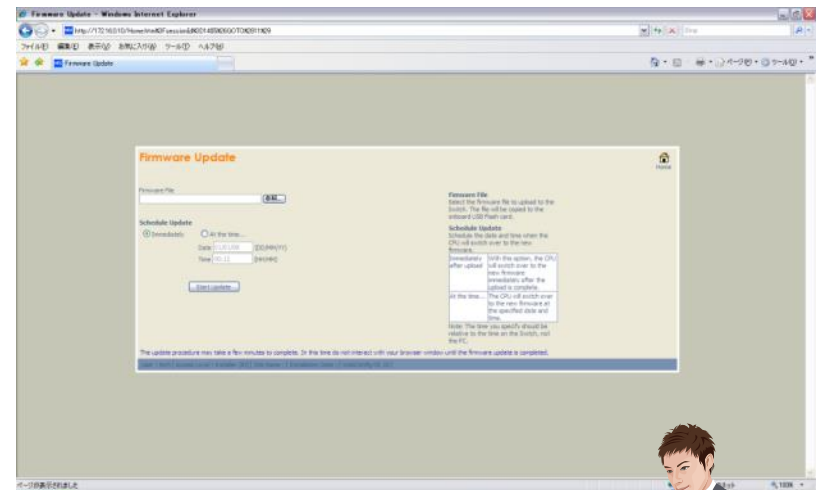 Firmware Update - Windows Internet Explorer
ファイル(F) 編集(E) 表示(V) お気に入り(A) ツール(T) ヘルプ(H)
Firmware Update
ページ(P) ツール(O)
Firmware Update
Home
Firmware File
参照...
Schedule Update
Immediately At the time...
Date (DD/MM/YY)
Time 00:12 (HH:MM)
Start Update
Firmware File
Select the firmware file to upload to the
Switch. The file will be copied to the
onboard USB Flash card.
Schedule Update
Schedule the date and time when the
CPU will switch over to the new
firmware.
Immediately after upload
With this option, the CPU
will switch over to the
new firmware
immediately after the
upload is complete.
At the time...
The CPU will switch over
to the new firmware at
the specified date and
time.
Note: The time you specify should be
relative to the time on the Switch, not
the PC.
The update procedure may take a few minutes to complete. In this time do not interact with your browser window until the firmware update is completed.
ページが表示されました
100%